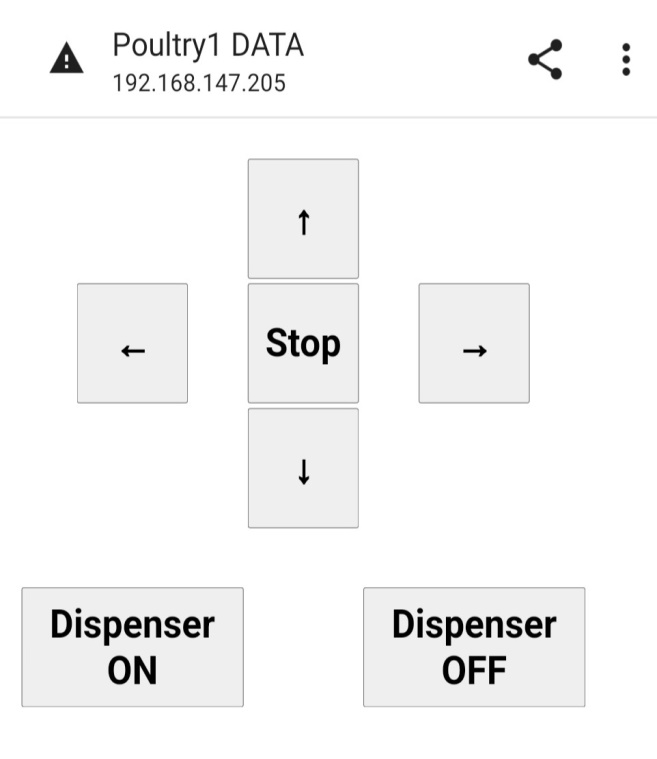 Poultry1 DATA
192.168.147.205
↑
← Stop →
↓
Dispenser
ON
Dispenser
OFF